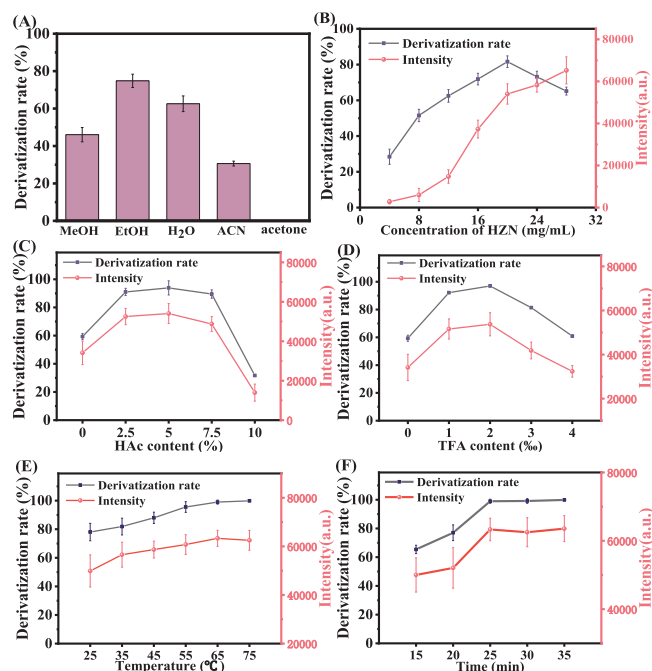 (A)
Derivatization rate (%)
100
80
60
40
20
0
MeOH EtOH H2O ACN acetone
(B)
Derivatization rate (%)
Derivatization rate
Intensity
100
80
60
40
20
0
80000
60000
40000
20000
0
Intensity(a.u.)
0 8 16 24 32
Concentration of HZN (mg/mL)
(C)
Derivatization rate (%)
Derivatization rate
Intensity
120
100
80
60
40
20
0
80000
60000
40000
20000
0
Intensity(a.u.)
0 2.5 5 7.5 10
HAc content (%)
(D)
Derivatization rate (%)
Derivatization rate
Intensity
120
100
80
60
40
20
0
80000
60000
40000
20000
Intensity(a.u.)
0 1 2 3 4
TFA content (‰)
(E)
Derivatization rate (%)
Derivatization rate
Intensity
120
100
80
60
40
20
0
80000
60000
40000
20000
Intensity(a.u.)
25 35 45 55 65 75
Temperature (℃)
(F)
Derivatization rate (%)
Derivatization rate
Intensity
120
100
80
60
40
20
0
80000
60000
40000
Intensity(a.u.)
15 20 25 30 35
Time (min)